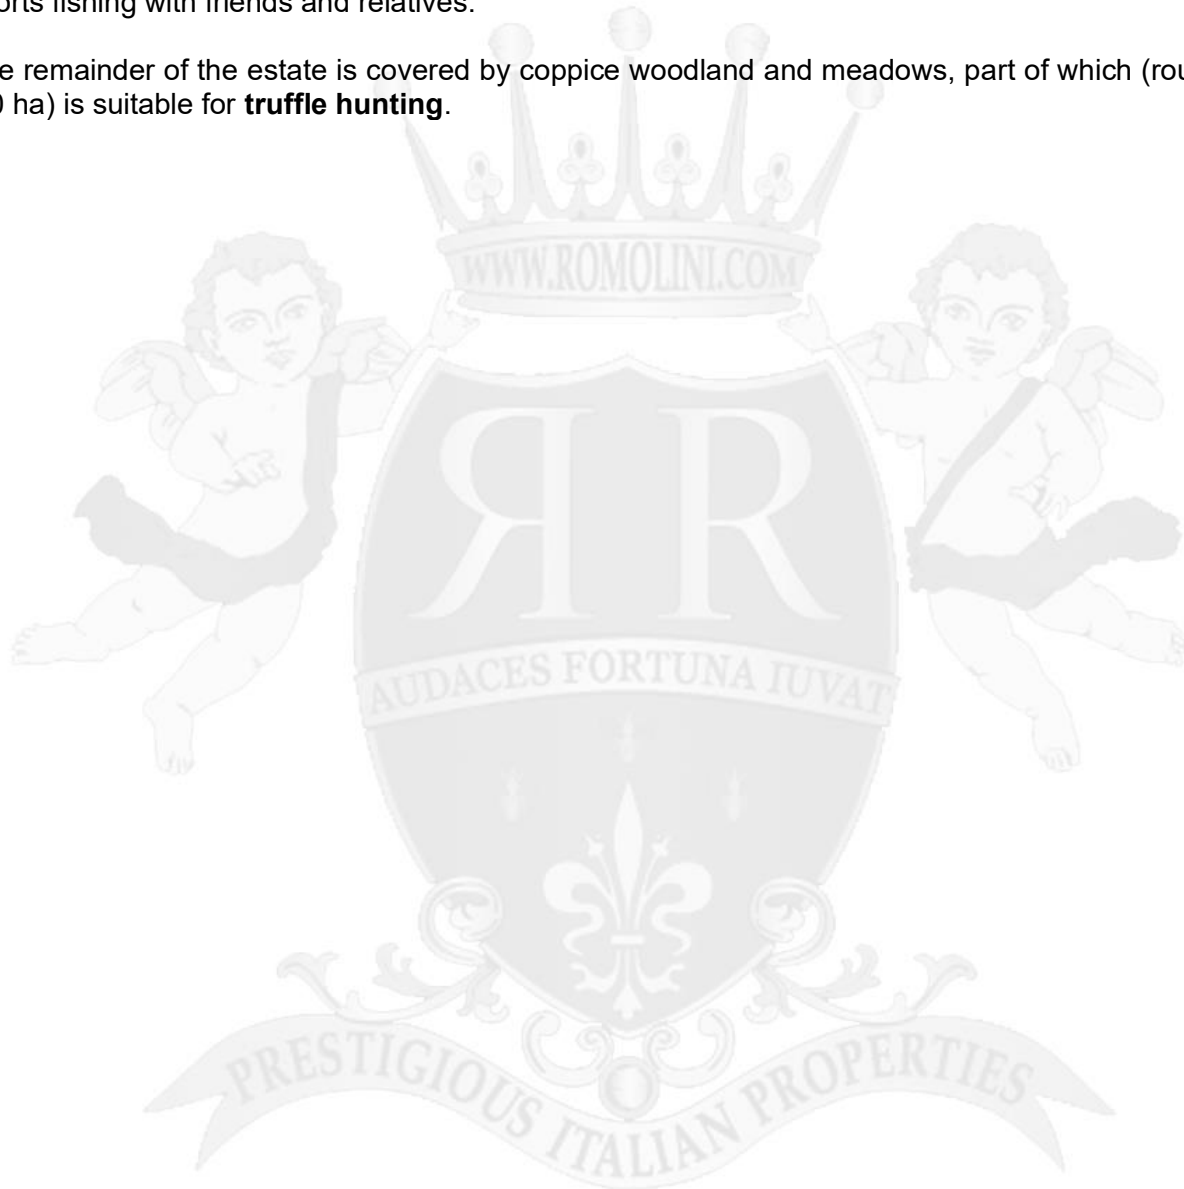 orts fishing with friends and relatives.
e remainder of the estate is covered by coppice woodland and meadows, part of which (rou
0 ha) is suitable for truffle hunting.
WWW.ROMOLINI.COM
R R
AUDACES FORTUNA IUVAT
PRESTIGIOUS ITALIAN PROPERTIES